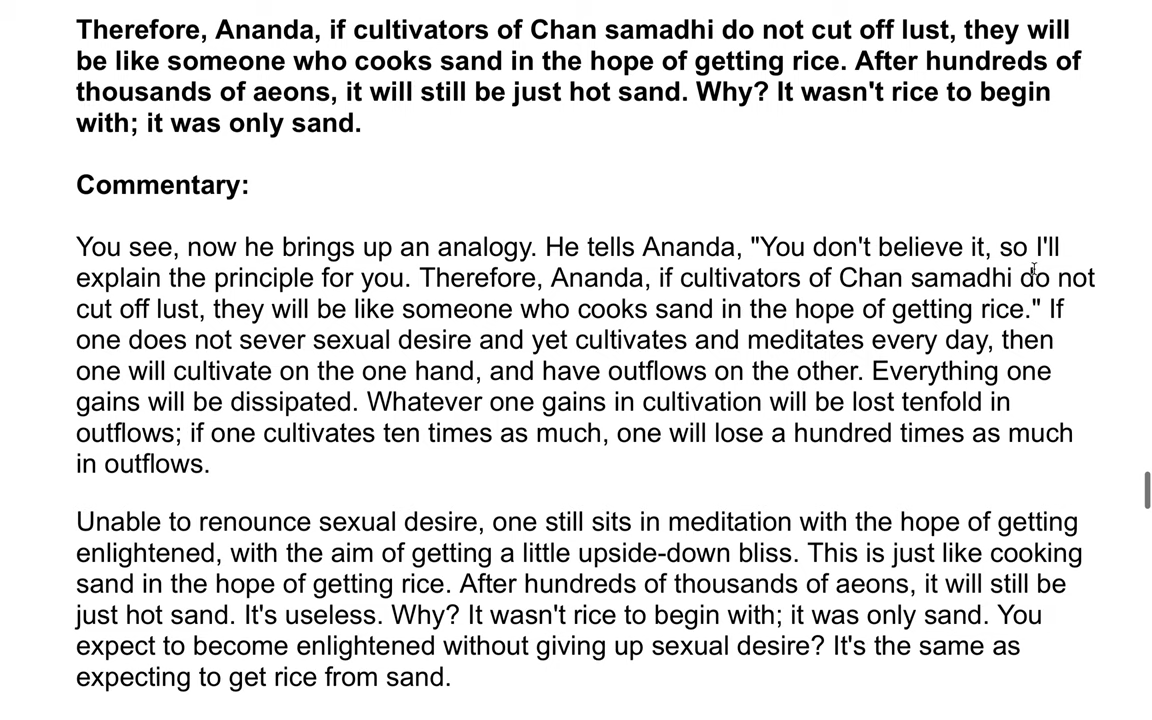 Therefore, Ananda, if cultivators of Chan samadhi do not cut off lust, they will
be like someone who cooks sand in the hope of getting rice. After hundreds of
thousands of aeons, it will still be just hot sand. Why? It wasn't rice to begin
with; it was only sand.
Commentary:
You see, now he brings up an analogy. He tells Ananda, "You don't believe it, so I'll
explain the principle for you. Therefore, Ananda, if cultivators of Chan samadhi do not
cut off lust, they will be like someone who cooks sand in the hope of getting rice." If
one does not sever sexual desire and yet cultivates and meditates every day, then
one will cultivate on the one hand, and have outflows on the other. Everything one
gains will be dissipated. Whatever one gains in cultivation will be lost tenfold in
outflows; if one cultivates ten times as much, one will lose a hundred times as much
in outflows.
Unable to renounce sexual desire, one still sits in meditation with the hope of getting
enlightened, with the aim of getting a little upside-down bliss. This is just like cooking
sand in the hope of getting rice. After hundreds of thousands of aeons, it will still be
just hot sand. It's useless. Why? It wasn't rice to begin with; it was only sand. You
expect to become enlightened without giving up sexual desire? It's the same as
expecting to get rice from sand.